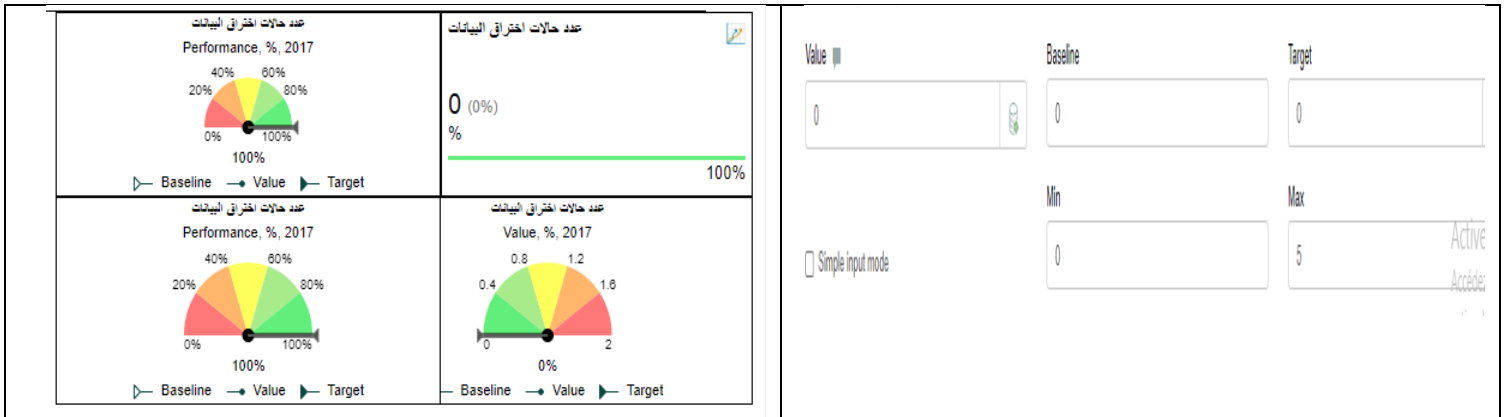 عدد حالات اختراق البيانات
Performance, %, 2017
40% 60%
20% 80%
0% 100%
100%
Baseline Value Target
عدد حالات اختراق البيانات
0 (0%)
%
100%
عدد حالات اختراق البيانات
Performance, %, 2017
40% 60%
20% 80%
0% 100%
100%
Baseline Value Target
عدد حالات اختراق البيانات
Value, %, 2017
0.8 1.2
0.4 1.6
0 2
0%
Baseline Value Target
Value Baseline Target
0 0 0
Min Max
Simple input mode 0 5
Active
Accédez